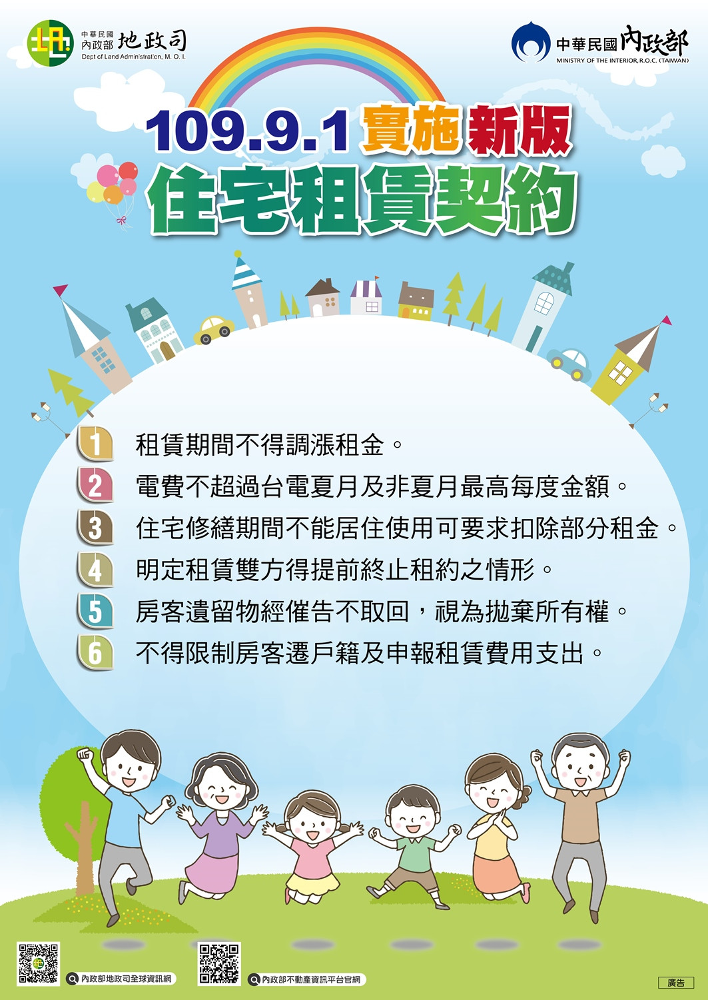 中華民國
內政部 地政司
Dept of Land Administration, M. O. I.
中華民國 內政部
MINISTRY OF THE INTERIOR, R.O.C. (TAIWAN)
109.9.1 實施新版
住宅租賃契約
1 租賃期間不得調漲租金。
2 電費不超過台電夏月及非夏月最高每度金額。
3 住宅修繕期間不能居住使用可要求扣除部分租金。
4 明定租賃雙方得提前終止租約之情形。
5 房客遺留物經催告不取回，視為拋棄所有權。
6 不得限制房客遷戶籍及申報租賃費用支出。
內政部地政司全球資訊網
內政部不動產資訊平台官網
廣告